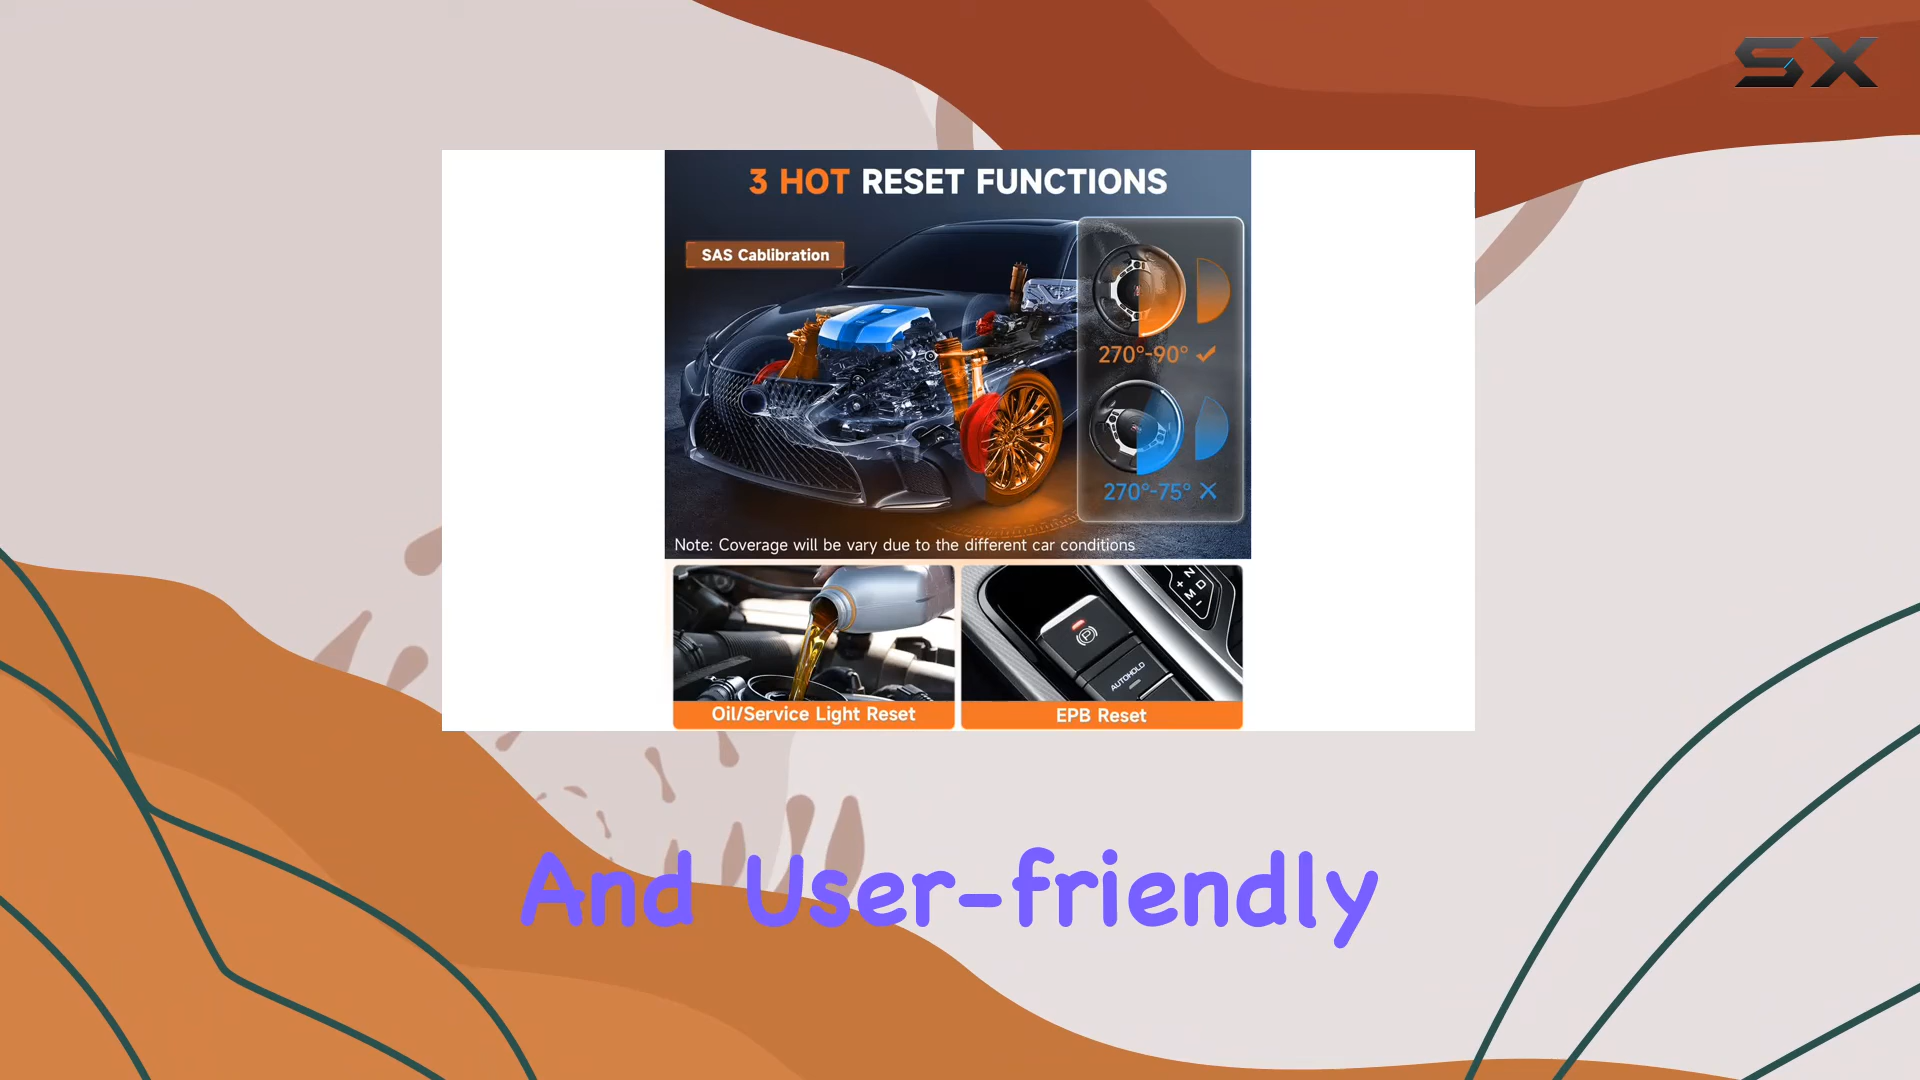 SX
3 HOT RESET FUNCTIONS
SAS Cablibration
270°-90° ✓
270°-75° ✕
Note: Coverage will be vary due to the different car conditions
N
+ D
M
−
AUTOHOLD
Oil/Service Light Reset
EPB Reset
And User-friendly